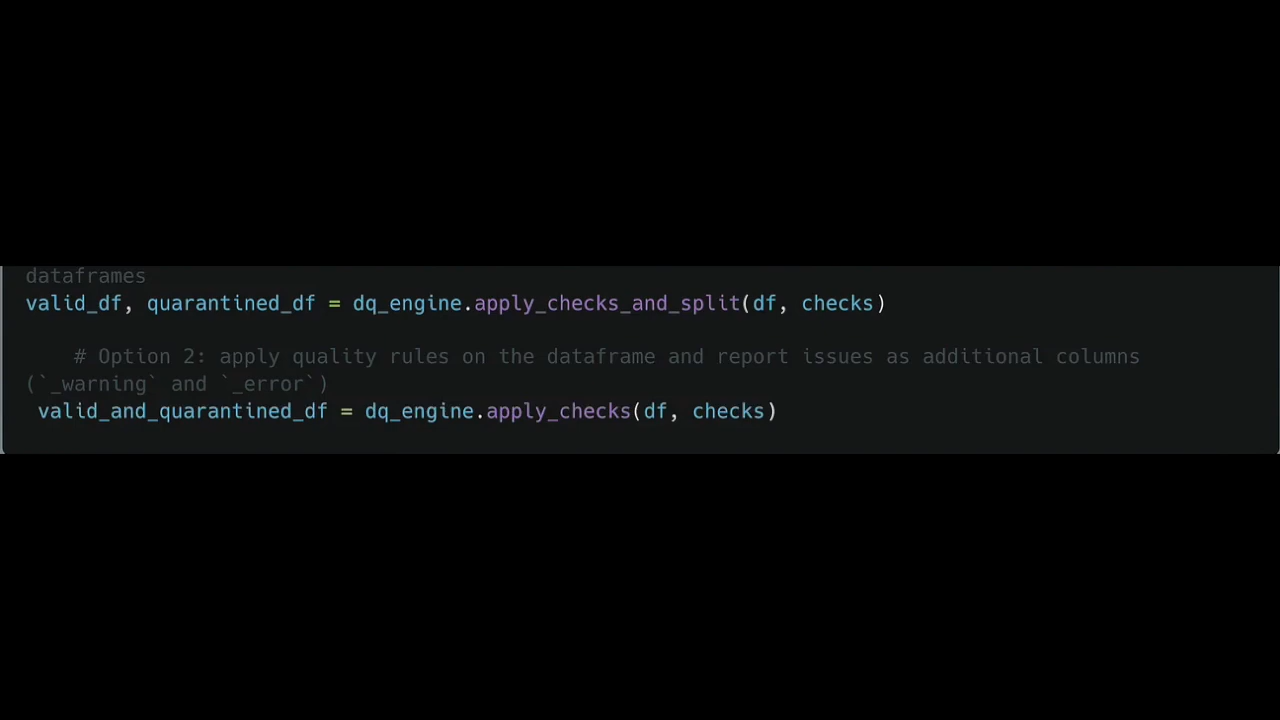 dataframes
valid_df, quarantined_df = dq_engine.apply_checks_and_split(df, checks)
# Option 2: apply quality rules on the dataframe and report issues as additional columns
(`_warning` and `_error`)
valid_and_quarantined_df = dq_engine.apply_checks(df, checks)